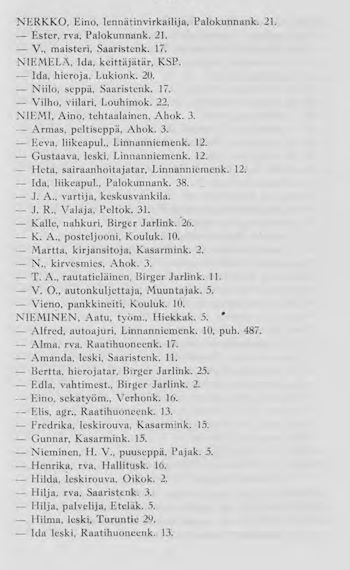 NERKKO, Eino, lennätinvirkailija, Palokunnank. 21.
— Ester, rva, Palokunnank. 21.
— V., maisteri, Saaristenk. 17.
NIEMELÄ, Ida, keittäjätär, KSP.
— Ida, hieroja, Lukionk. 20.
— Niilo, seppä, Saaristenk. 17.
— Vilho, viilari, Louhimok. 22.
NIEMI, Aino, tehtaalainen, Ahok. 3.
— Armas, peltiseppä, Ahok. 3.
— Eeva, liikeapul., Linnanniemenk. 12.
— Gustaava, leski, Linnanniemenk. 12.
— Heta, sairaanhoitajatar, Linnanniemenk. 12.
— Ida, liikeapul., Palokunnank. 38.
— J. A., vartija, keskusvankila.
— J. R., Valaja, Peltok. 31.
— Kalle, nahkuri, Birger Jarlink. 26.
— K. A., posteljooni, Kouluk. 10.
— Martta, kirjansitoja, Kasarmink. 2.
— N., kirvesmies, Ahok. 3.
— T. A., rautatieläinen, Birger Jarlink. 11.
— V. O., autonkuljettaja, Muuntajak. 5.
— Vieno, pankkineiti, Kouluk. 10.
NIEMINEN, Aatu, työm., Hiekkak. 5.
— Alfred, autoajuri, Linnanniemenk. 10, puh. 487.
— Alma, rva, Raatihuoneenk. 17.
— Amanda, leski, Saaristenk. 11.
— Bertta, hierojatar, Birger Jarlink. 25.
— Edla, vahtimest., Birger Jarlink. 2.
— Eino, sekatyöm., Verhonk. 16.
— Elis, agr., Raatihuoneenk. 13.
— Fredrika, leskirouva, Kasarmink. 15.
— Gunnar, Kasarmink. 15.
— Nieminen, H. V., puuseppä, Pajak. 5.
— Henrika, rva, Hallitusk. 16.
— Hilda, leskirouva, Oikok. 2.
— Hilja, rva, Saaristenk. 3.
— Hilja, palvelija, Eteläk. 5.
— Hilma, leski, Turuntie 29.
— Ida leski, Raatihuoneenk. 13.